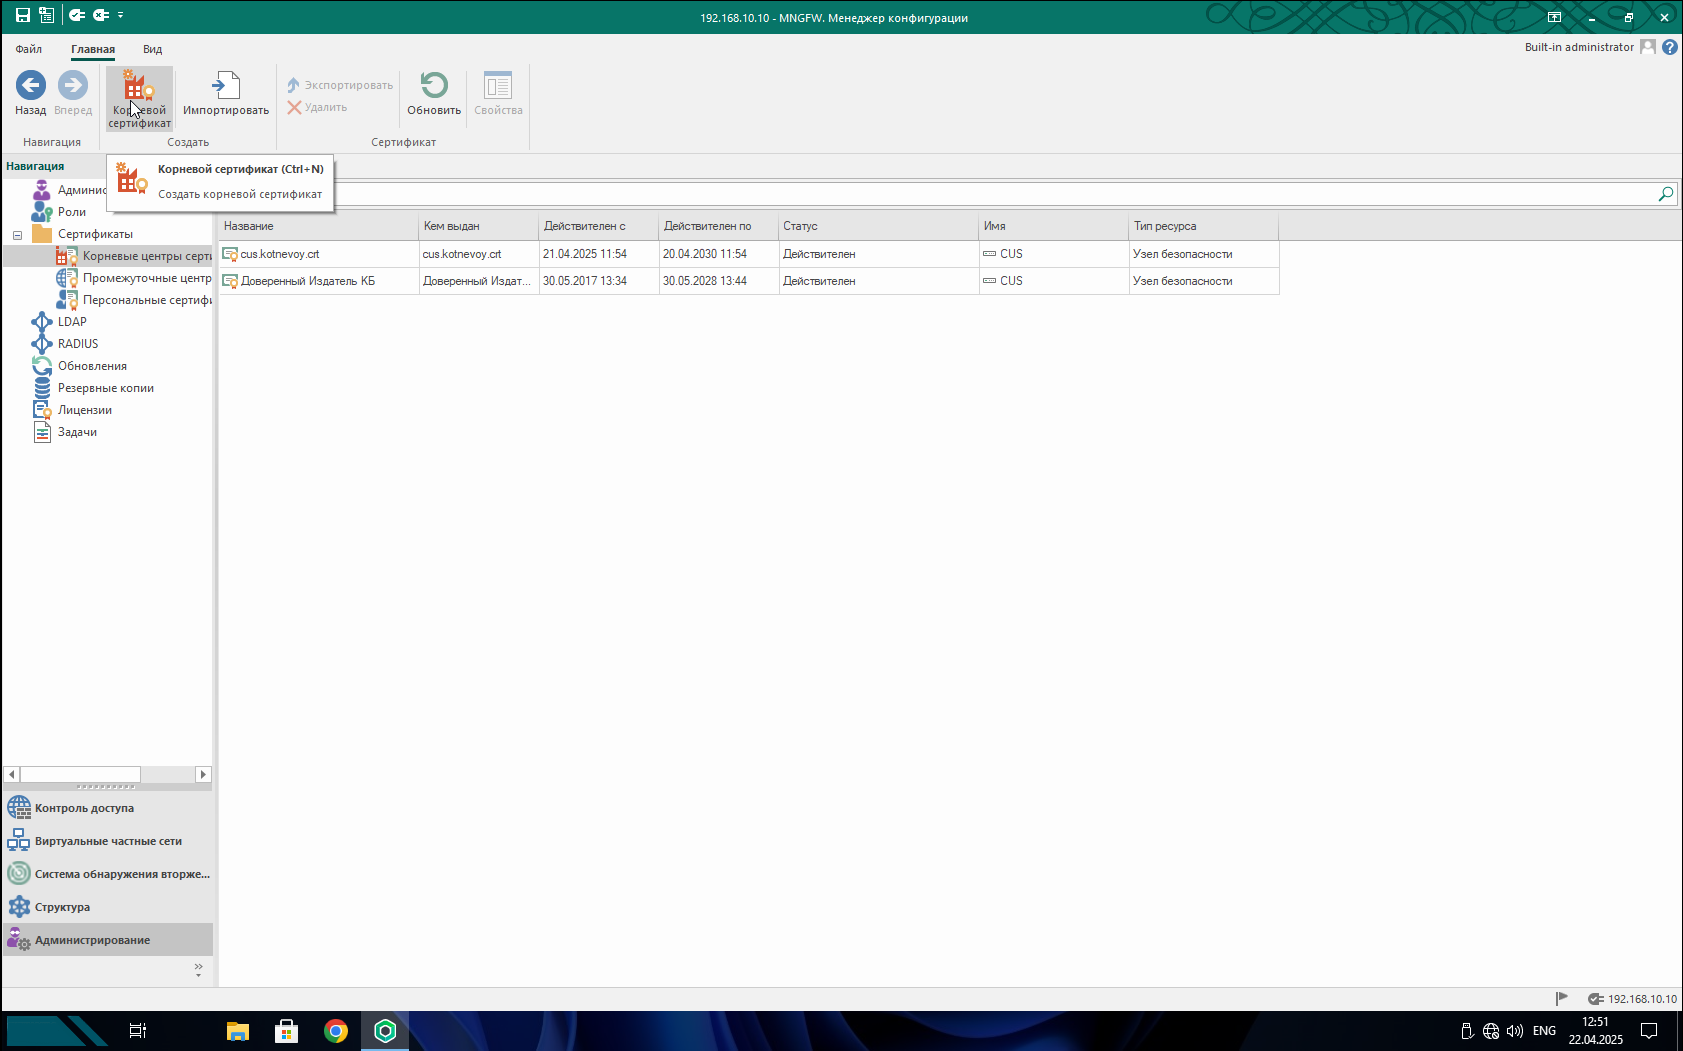 192.168.10.10 - MNGFW. Менеджер конфигурации
Файл
Главная
Вид
Built-in administrator
Назад
Вперед
Корневой сертификат
Импортировать
Экспортировать
Удалить
Обновить
Свойства
Навигация
Создать
Сертификат
Навигация
Корневой сертификат (Ctrl+N)
Создать корневой сертификат
Админис
Роли
Сертификаты
Корневые центры серти
Промежуточные центр
Персональные сертифи
LDAP
RADIUS
Обновления
Резервные копии
Лицензии
Задачи
Название Кем выдан Действителен с Действителен по Статус Имя Тип ресурса
cus.kotnevoy.crt cus.kotnevoy.crt 21.04.2025 11:54 20.04.2030 11:54 Действителен CUS Узел безопасности
Доверенный Издатель КБ Доверенный Издат... 30.05.2017 13:34 30.05.2028 13:44 Действителен CUS Узел безопасности
Контроль доступа
Виртуальные частные сети
Система обнаружения вторже...
Структура
Администрирование
192.168.10.10
ENG
12:51
22.04.2025